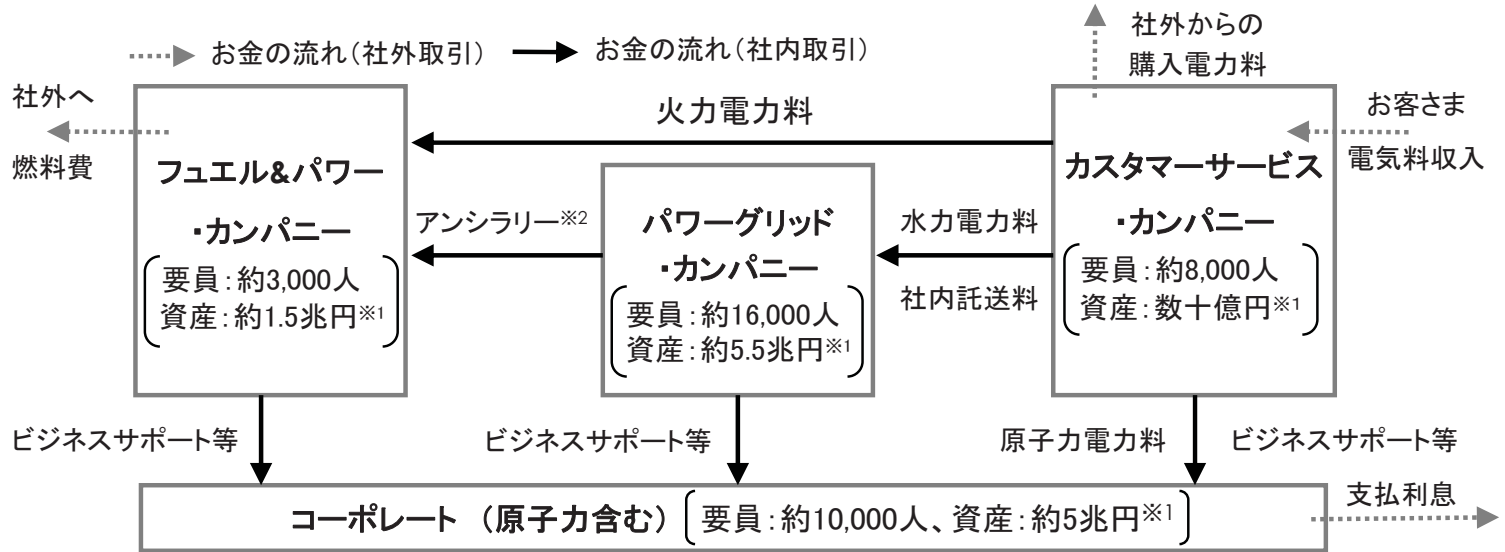 社外からの
購入電力料
お金の流れ（社外取引）
お金の流れ（社内取引）
社外へ
燃料費
火力電力料
お客さま
電気料収入
フュエル&パワー
・カンパニー
要員：約3,000人
資産：約1.5兆円※1
アンシラリー※2
パワーグリッド
・カンパニー
要員：約16,000人
資産：約5.5兆円※1
水力電力料
社内託送料
カスタマーサービス
・カンパニー
要員：約8,000人
資産：数十億円※1
ビジネスサポート等
ビジネスサポート等
原子力電力料
ビジネスサポート等
コーポレート （原子力含む） 要員：約10,000人、資産：約5兆円※1
支払利息